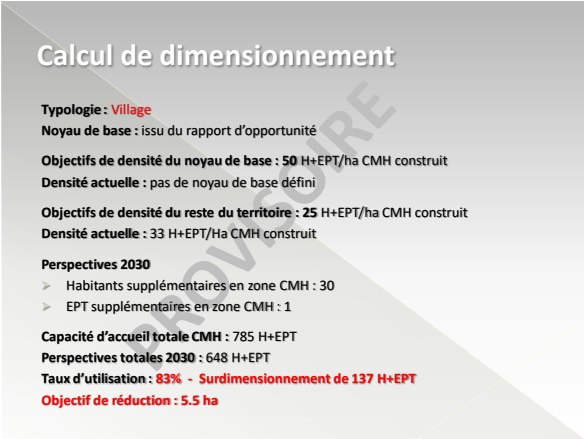 Calcul de dimensionnement
Typologie : Village
Noyau de base : issu du rapport d'opportunité
Objectifs de densité du noyau de base : 50 H+EPT/ha CMH construit
Densité actuelle : pas de noyau de base défini
Objectifs de densité du reste du territoire : 25 H+EPT/ha CMH construit
Densité actuelle : 33 H+EPT/Ha CMH construit
Perspectives 2030
Habitants supplémentaires en zone CMH : 30
EPT supplémentaires en zone CMH : 1
Capacité d'accueil totale CMH : 785 H+EPT
Perspectives totales 2030 : 648 H+EPT
Taux d'utilisation : 83% - Surdimensionnement de 137 H+EPT
Objectif de réduction : 5.5 ha
PROVISOIRE